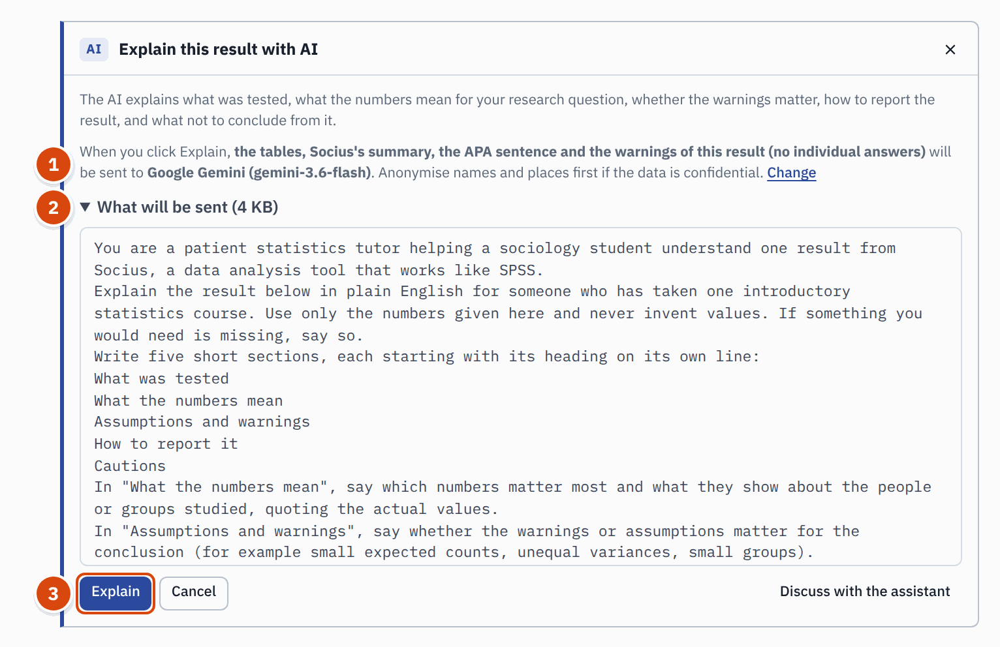 AI Explain this result with AI
The AI explains what was tested, what the numbers mean for your research question, whether the warnings matter, how to report the
result, and what not to conclude from it.
1 When you click Explain, the tables, Socius's summary, the APA sentence and the warnings of this result (no individual answers) will
be sent to Google Gemini (gemini-3.6-flash). Anonymise names and places first if the data is confidential. Change
2 ▼ What will be sent (4 KB)
You are a patient statistics tutor helping a sociology student understand one result from
Socius, a data analysis tool that works like SPSS.
Explain the result below in plain English for someone who has taken one introductory
statistics course. Use only the numbers given here and never invent values. If something you
would need is missing, say so.
Write five short sections, each starting with its heading on its own line:
What was tested
What the numbers mean
Assumptions and warnings
How to report it
Cautions
In "What the numbers mean", say which numbers matter most and what they show about the people
or groups studied, quoting the actual values.
In "Assumptions and warnings", say whether the warnings or assumptions matter for the
conclusion (for example small expected counts, unequal variances, small groups).
3 Explain Cancel Discuss with the assistant